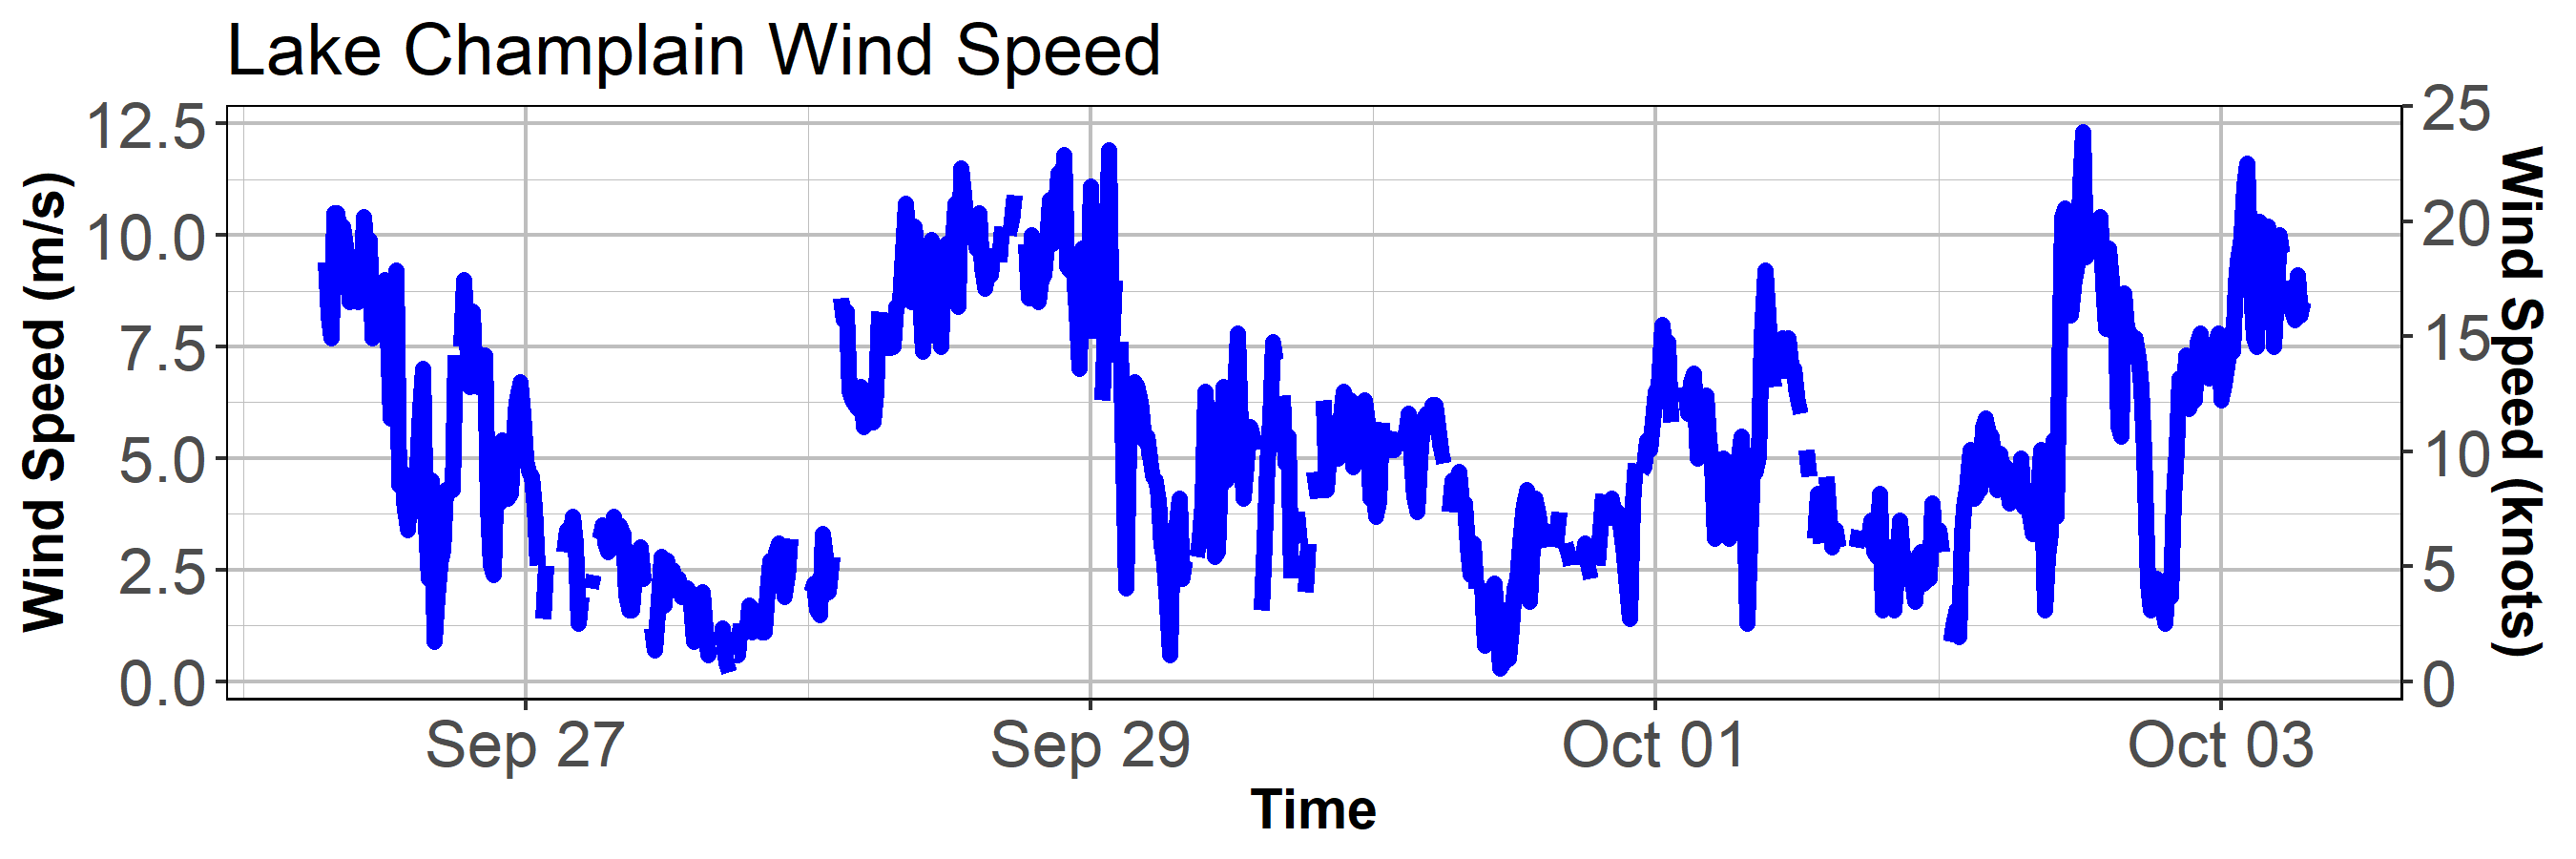 Lake Champlain Wind Speed
Wind Speed (m/s)
12.5
10.0
7.5
5.0
2.5
0.0
25
20
15
10
5
0
Wind Speed (knots)
Sep 27
Sep 29
Oct 01
Oct 03
Time